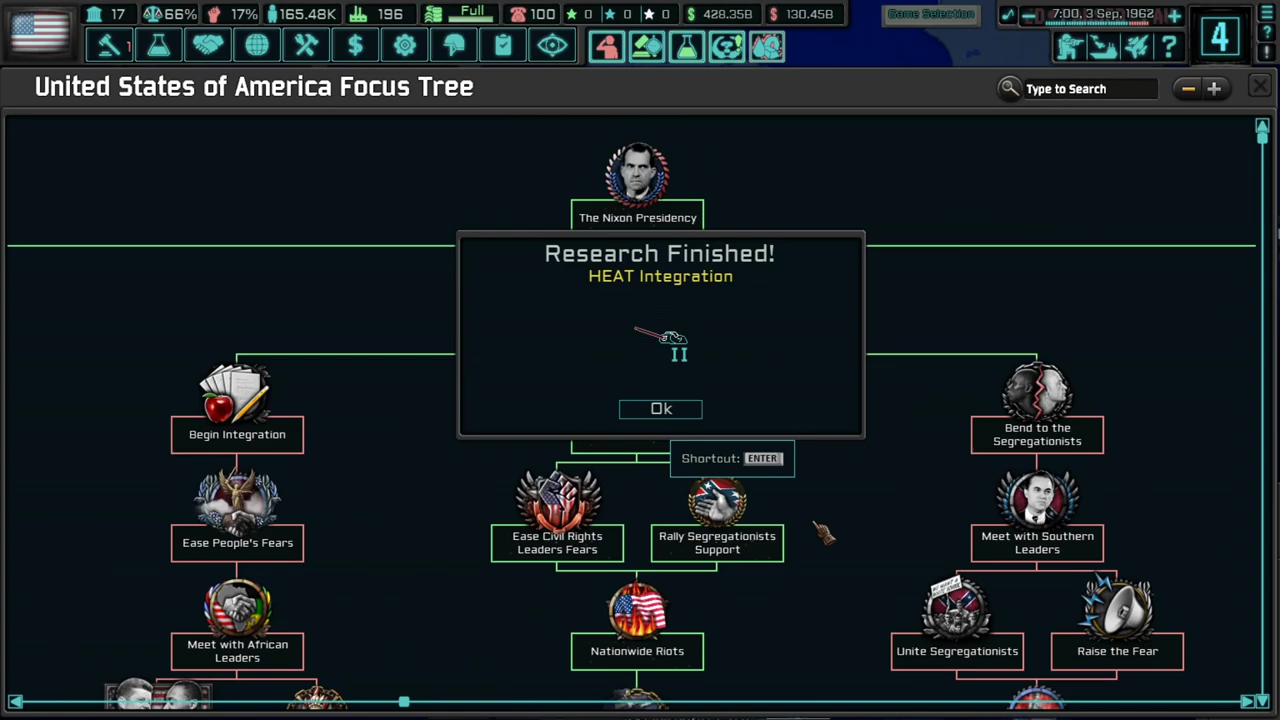 17
66%
17%
165.48K
196
Full
100
0
0
0
$ 428.35B
$ 130.45B
Game Selection
7:00, 3 Sep, 1962
4
1
United States of America Focus Tree
Type to Search
The Nixon Presidency
Research Finished!
HEAT Integration
II
Ok
Shortcut: ENTER
Begin Integration
Bend to the
Segregationists
Ease People's Fears
Ease Civil Rights
Leaders Fears
Rally Segregationists
Support
Meet with Southern
Leaders
Meet with African
Leaders
Nationwide Riots
Unite Segregationists
Raise the Fear